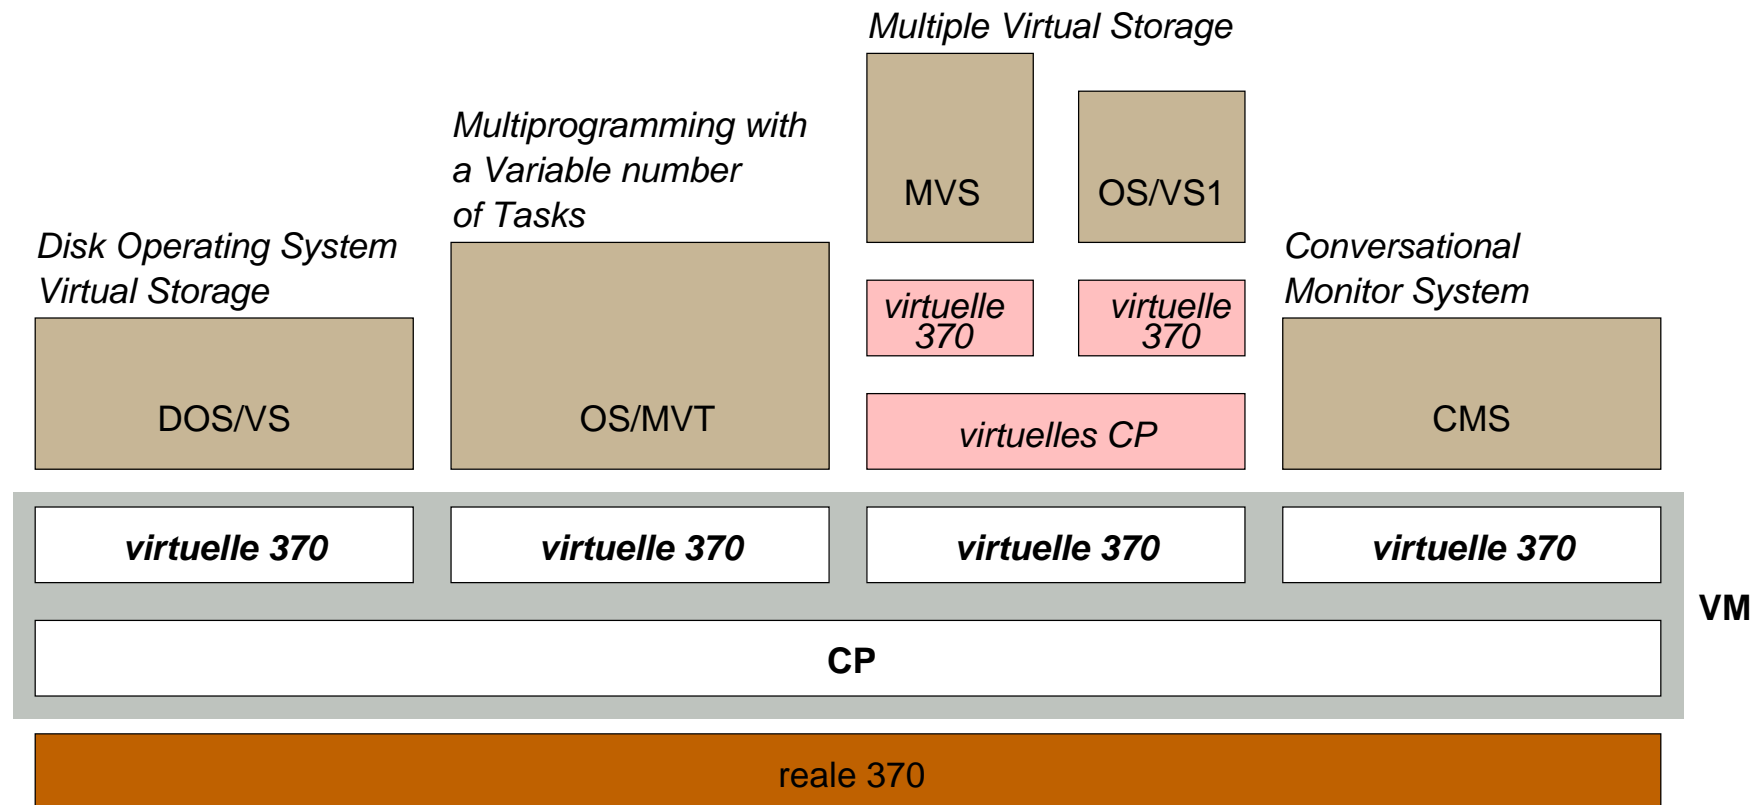 Multiple Virtual Storage
Multiprogramming with
a Variable number
of Tasks
MVS
OS/VS1
Disk Operating System
Virtual Storage
Conversational
Monitor System
virtuelle
370
virtuelle
370
DOS/VS
OS/MVT
virtuelles CP
CMS
virtuelle 370
virtuelle 370
virtuelle 370
virtuelle 370
VM
CP
reale 370